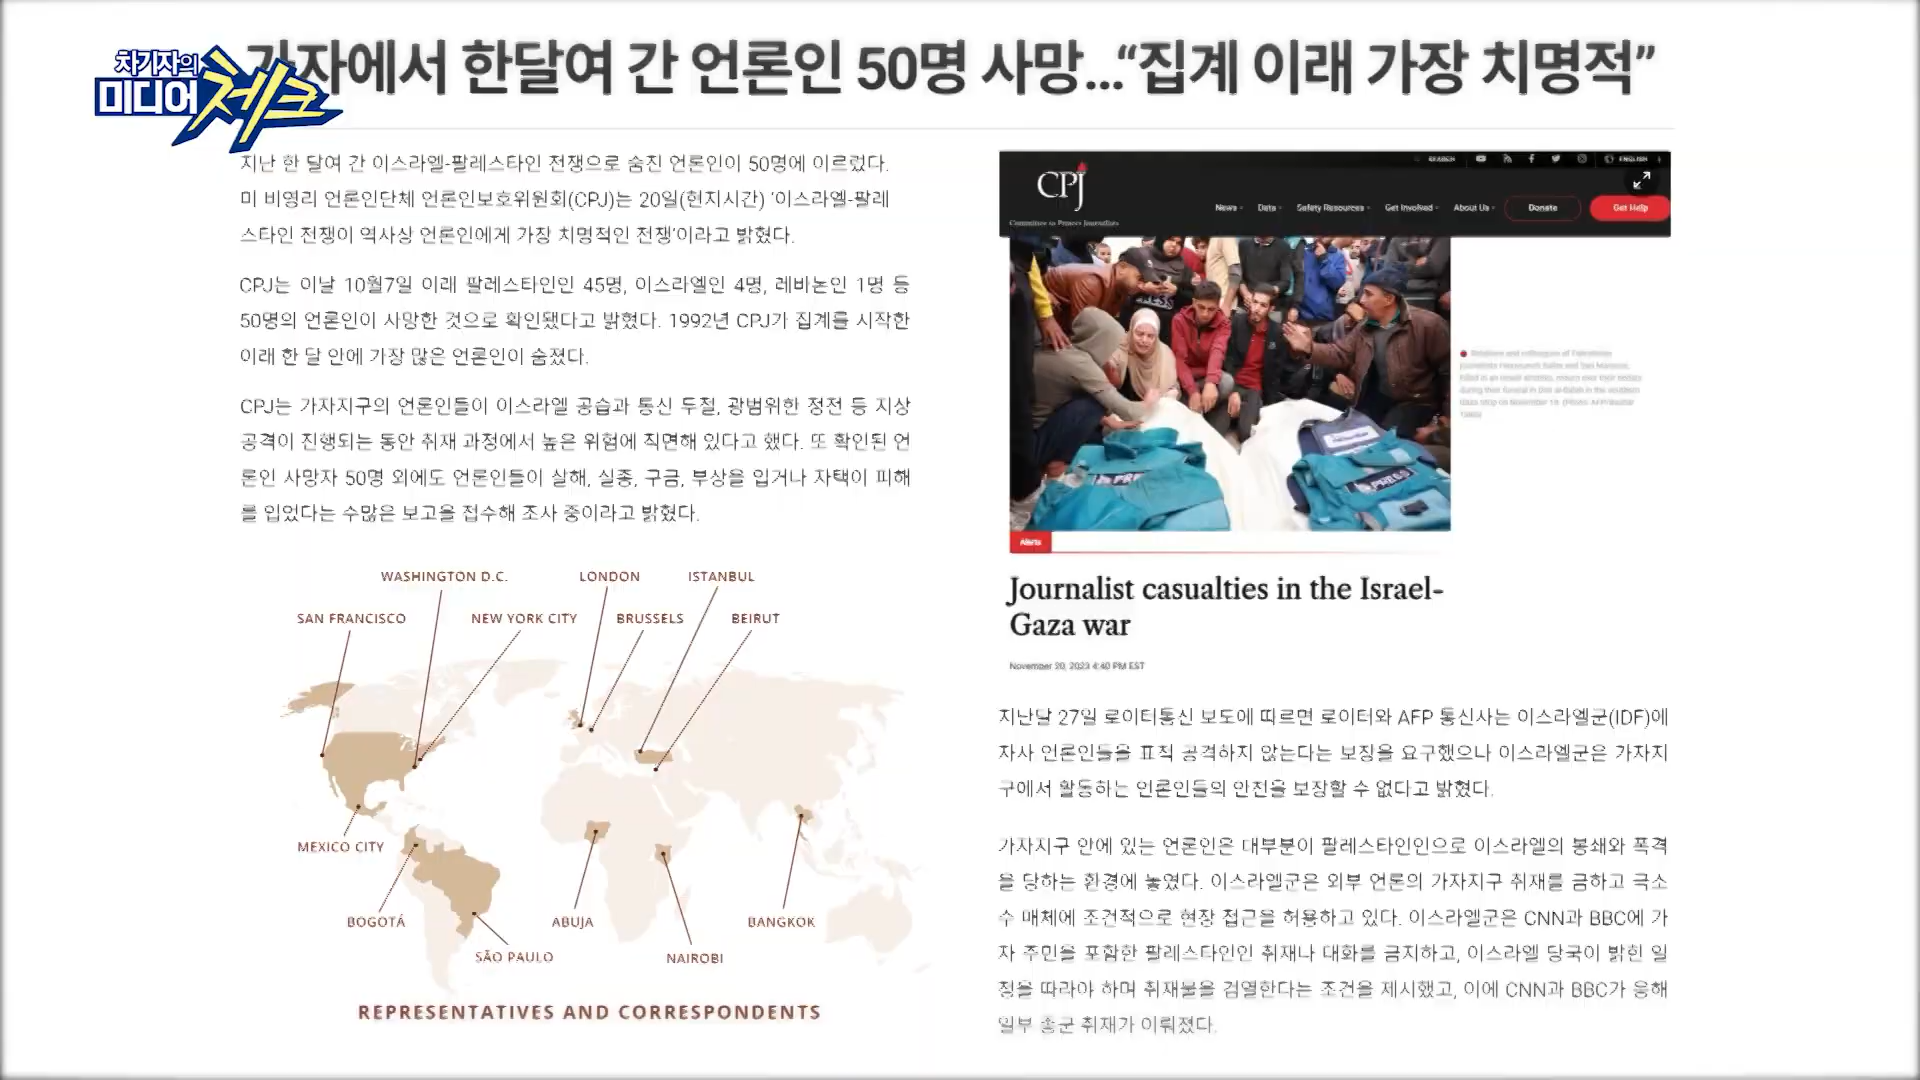 차기자의
미디어 체크
가자에서 한달여 간 언론인 50명 사망...“집계 이래 가장 치명적”
지난 한 달여 간 이스라엘-팔레스타인 전쟁으로 숨진 언론인이 50명에 이르렀다.
미 비영리 언론인단체 언론인보호위원회(CPJ)는 20일(현지시간) ‘이스라엘-팔레
스타인 전쟁이 역사상 언론인에게 가장 치명적인 전쟁’이라고 밝혔다.
CPJ는 이날 10월7일 이래 팔레스타인인 45명, 이스라엘인 4명, 레바논인 1명 등
50명의 언론인이 사망한 것으로 확인됐다고 밝혔다. 1992년 CPJ가 집계를 시작한
이래 한 달 안에 가장 많은 언론인이 숨졌다.
CPJ는 가자지구의 언론인들이 이스라엘 공습과 통신 두절, 광범위한 정전 등 지상
공격이 진행되는 동안 취재 과정에서 높은 위험에 직면해 있다고 했다. 또 확인된 언
론인 사망자 50명 외에도 언론인들이 살해, 실종, 구금, 부상을 입거나 자택이 피해
를 입었다는 수많은 보고을 접수해 조사 중이라고 밝혔다.
WASHINGTON D.C. LONDON ISTANBUL
SAN FRANCISCO NEW YORK CITY BRUSSELS BEIRUT
MEXICO CITY
BOGOTÁ ABUJA BANGKOK
SÃO PAULO NAIROBI
REPRESENTATIVES AND CORRESPONDENTS
SEARCH ENGLISH
CPJ
Committee to Protect Journalists
News Data Safety Resources Get Involved About Us Donate Get Help
PRESS
PRESS
PRESS
Alerts
Journalist casualties in the Israel-
Gaza war
November 20, 2023 4:40 PM EST
지난달 27일 로이터통신 보도에 따르면 로이터와 AFP 통신사는 이스라엘군(IDF)에
자사 언론인들을 표적 공격하지 않는다는 보장을 요구했으나 이스라엘군은 가자지
구에서 활동하는 언론인들의 안전을 보장할 수 없다고 밝혔다.
가자지구 안에 있는 언론인은 대부분이 팔레스타인인으로 이스라엘의 봉쇄와 폭격
을 당하는 환경에 놓였다. 이스라엘군은 외부 언론의 가자지구 취재를 금하고 극소
수 매체에 조건적으로 현장 접근을 허용하고 있다. 이스라엘군은 CNN과 BBC에 가
자 주민을 포함한 팔레스타인인 취재나 대화를 금지하고, 이스라엘 당국이 밝힌 일
정을 따라야 하며 취재물을 검열한다는 조건을 제시했고, 이에 CNN과 BBC가 응해
일부 종군 취재가 이뤄졌다.